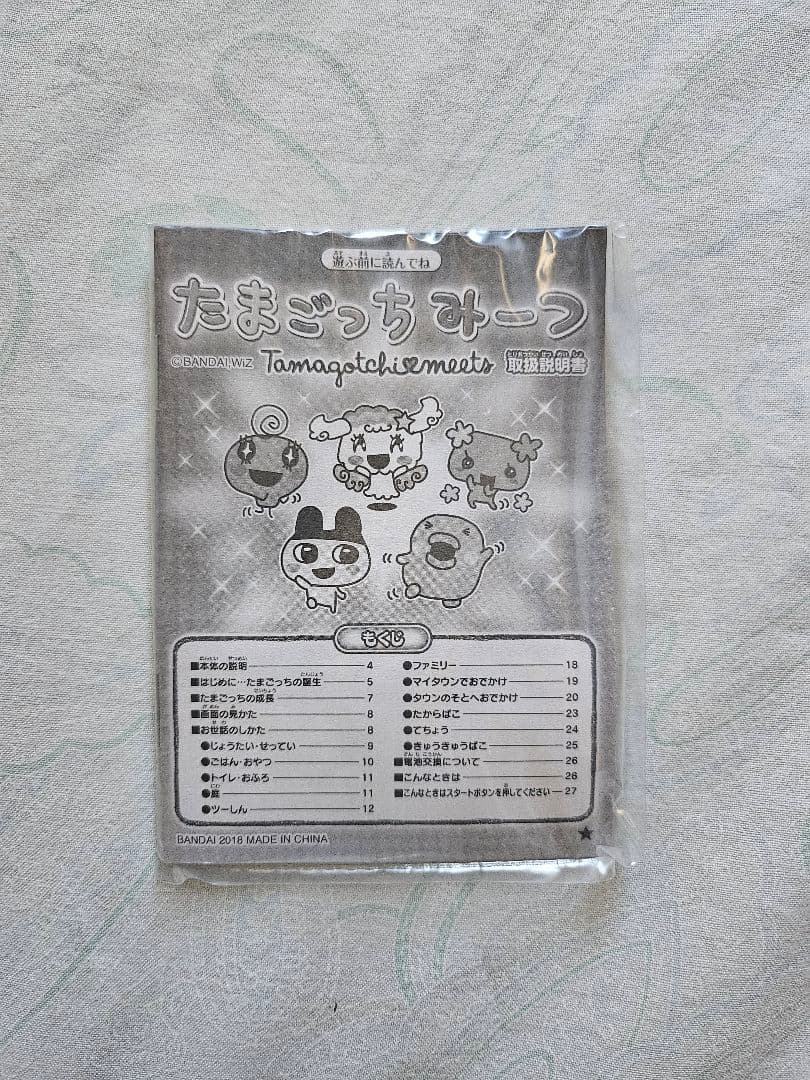 遊ぶ前に読んでね
たまごっち みーつ
©BANDAI,WiZ Tamagotchi meets 取扱説明書
もくじ
■本体の説明 4
■はじめに…たまごっちの誕生 5
■たまごっちの成長 7
■画面の見かた 8
■お世話のしかた 8
●じょうたい・せってい 9
●ごはん・おやつ 10
●トイレ・おふろ 11
●庭 11
●ツーしん 12
●ファミリー 18
●マイタウンでおでかけ 19
●タウンのそとへおでかけ 20
●たからばこ 23
●てちょう 24
●きゅうきゅうばこ 25
■電池交換について 26
■こんなときは 26
■こんなときはスタートボタンを押してください 27
BANDAI 2018 MADE IN CHINA ★